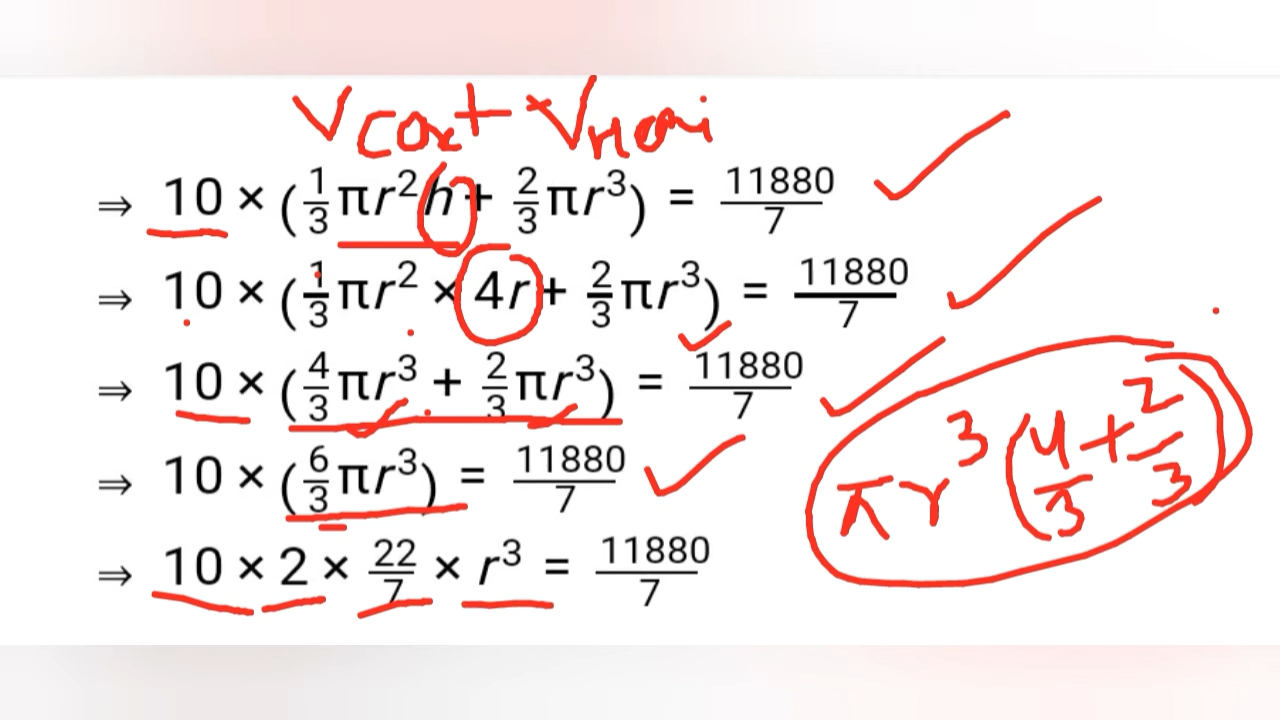 V Cone + V Hemi
⇒ 10 × (1/3 πr²h + 2/3 πr³) = 11880/7
⇒ 10 × (1/3 πr² × 4r + 2/3 πr³) = 11880/7
⇒ 10 × (4/3 πr³ + 2/3 πr³) = 11880/7
πr³ (4/3 + 2/3)
⇒ 10 × (6/3 πr³) = 11880/7
⇒ 10 × 2 × 22/7 × r³ = 11880/7